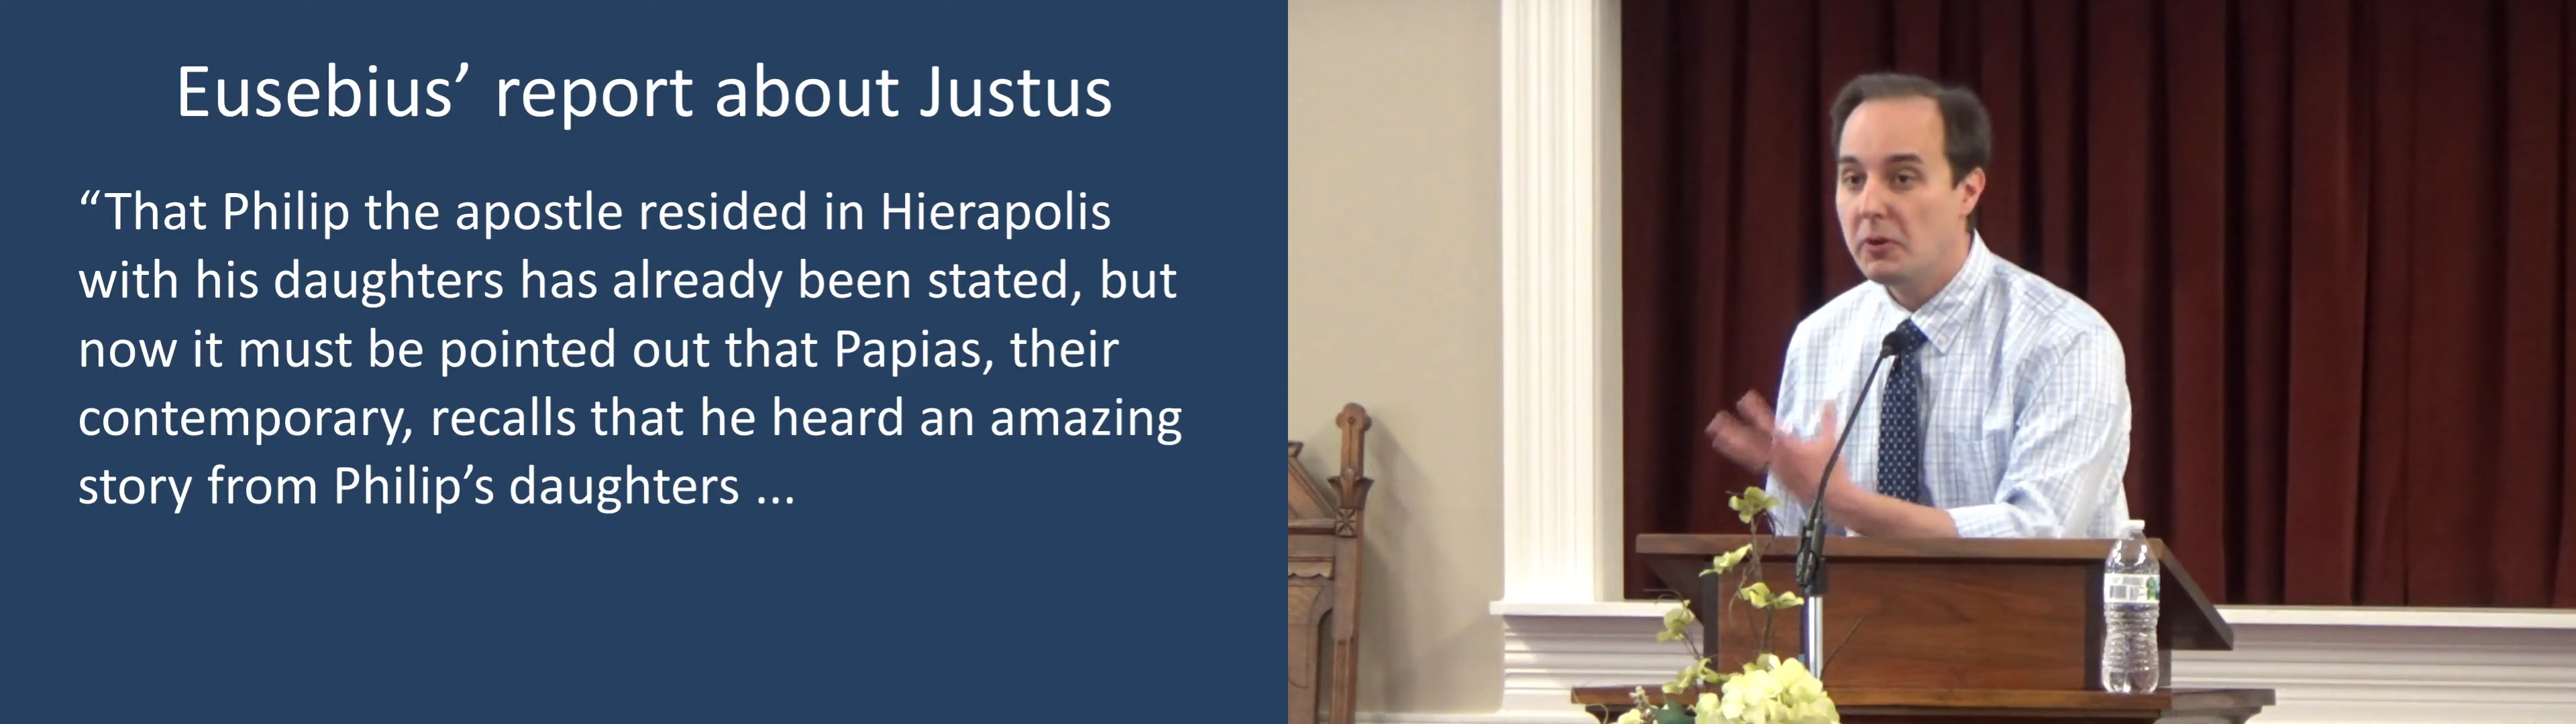 Eusebius’ report about Justus
“That Philip the apostle resided in Hierapolis
with his daughters has already been stated, but
now it must be pointed out that Papias, their
contemporary, recalls that he heard an amazing
story from Philip’s daughters ...